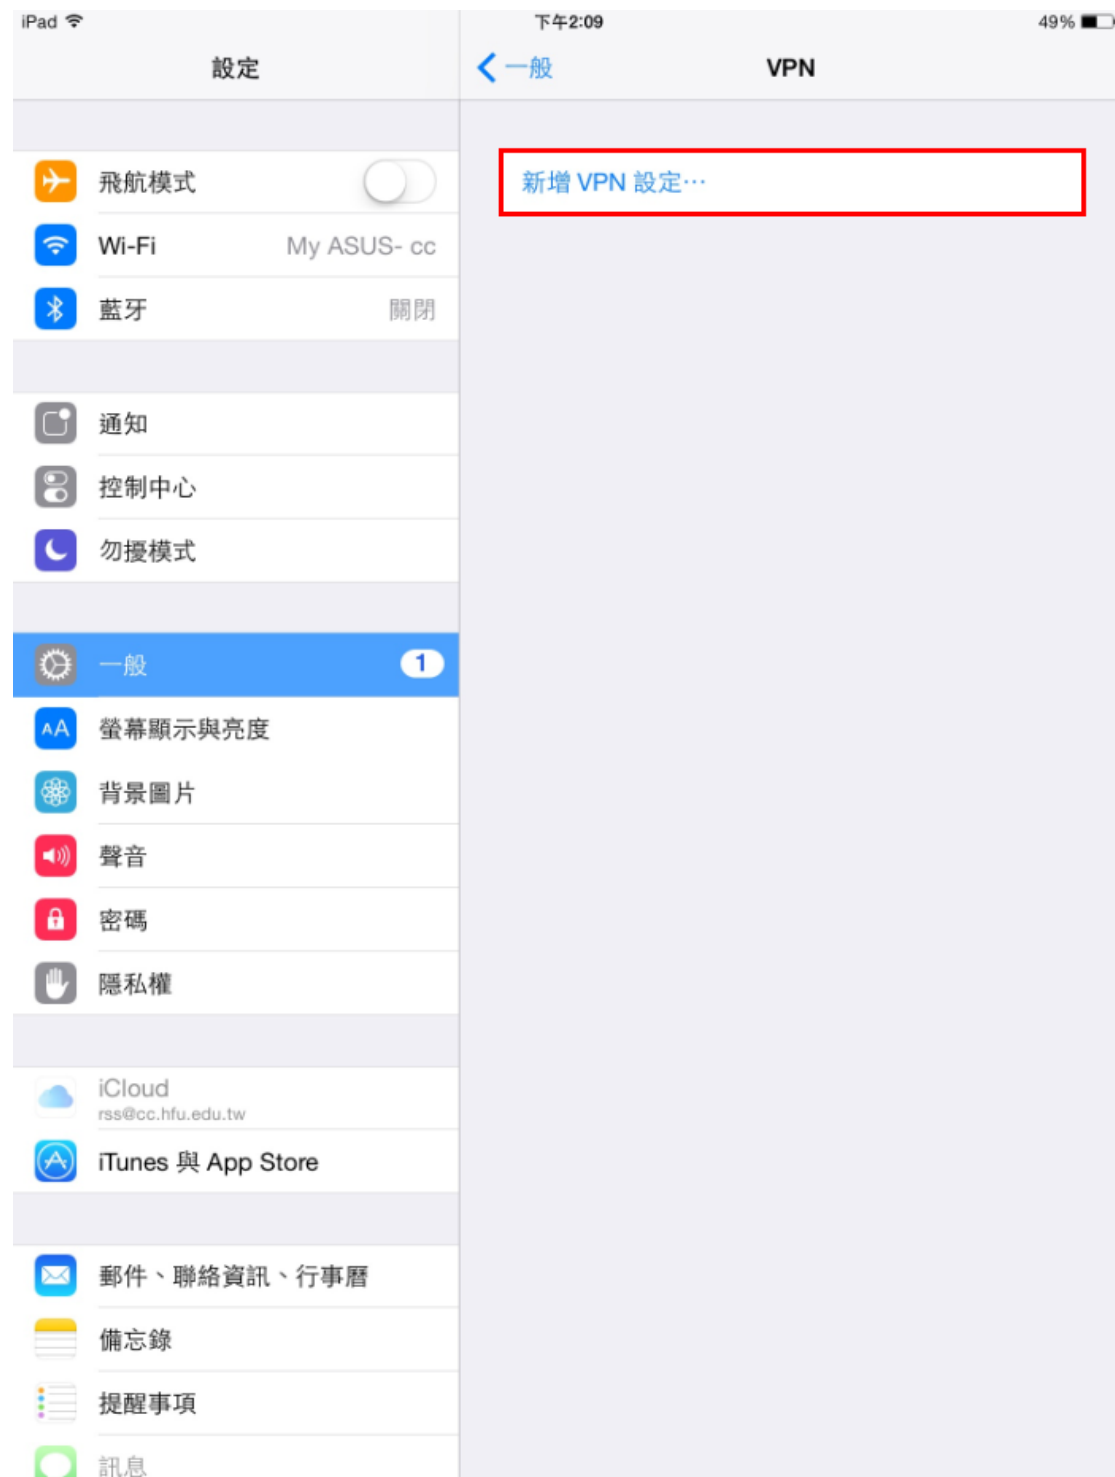 iPad
下午2:09
49%
設定
一般
VPN
新增 VPN 設定…
飛航模式
Wi-Fi
My ASUS- cc
藍牙
關閉
通知
控制中心
勿擾模式
一般
1
AA
螢幕顯示與亮度
背景圖片
聲音
密碼
隱私權
iCloud
rss@cc.hfu.edu.tw
iTunes 與 App Store
郵件、聯絡資訊、行事曆
備忘錄
提醒事項
訊息